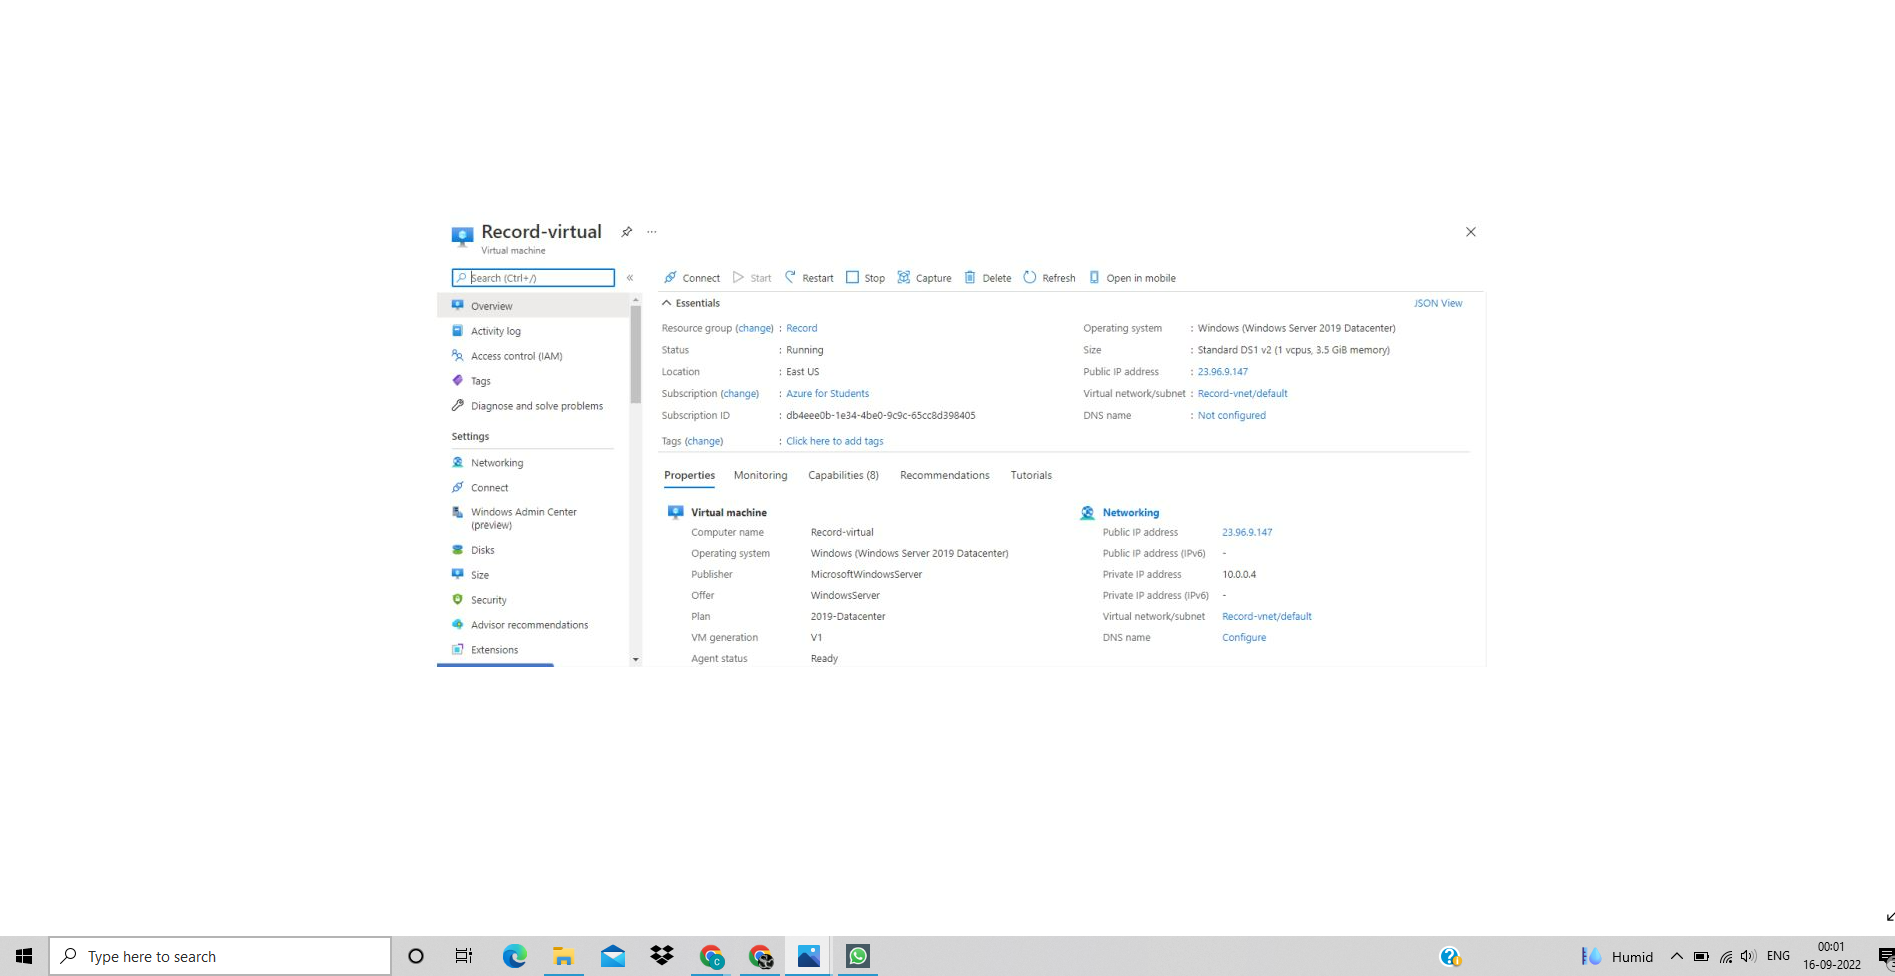 Record-virtual
Virtual machine
Search (Ctrl+/)
Overview
Activity log
Access control (IAM)
Tags
Diagnose and solve problems
Settings
Networking
Connect
Windows Admin Center
(preview)
Disks
Size
Security
Advisor recommendations
Extensions
Connect Start Restart Stop Capture Delete Refresh Open in mobile
Essentials JSON View
Resource group (change) : Record
Status : Running
Location : East US
Subscription (change) : Azure for Students
Subscription ID : db4eee0b-1e34-4be0-9c9c-65cc8d398405
Tags (change) : Click here to add tags
Operating system : Windows (Windows Server 2019 Datacenter)
Size : Standard DS1 v2 (1 vcpus, 3.5 GiB memory)
Public IP address : 23.96.9.147
Virtual network/subnet : Record-vnet/default
DNS name : Not configured
Properties Monitoring Capabilities (8) Recommendations Tutorials
Virtual machine
Computer name Record-virtual
Operating system Windows (Windows Server 2019 Datacenter)
Publisher MicrosoftWindowsServer
Offer WindowsServer
Plan 2019-Datacenter
VM generation V1
Agent status Ready
Networking
Public IP address 23.96.9.147
Public IP address (IPv6) -
Private IP address 10.0.0.4
Private IP address (IPv6) -
Virtual network/subnet Record-vnet/default
DNS name Configure
Type here to search
Humid
ENG
00:01
16-09-2022